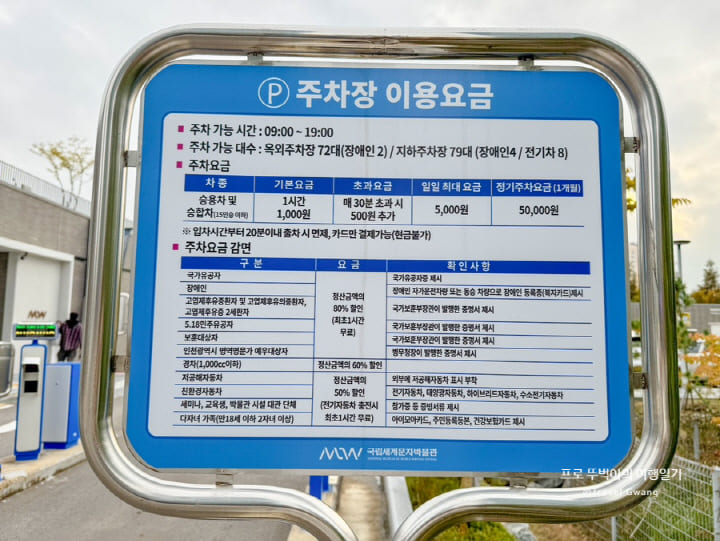 P 주차장 이용요금
■ 주차 가능 시간 : 09:00 ~ 19:00
■ 주차 가능 대수 : 옥외주차장 72대(장애인 2) / 지하주차장 79대 (장애인4 / 전기차 8)
■ 주차요금
차 종 기본요금 초과요금 일일 최대 요금 정기주차요금 (1개월)
승용차 및 승합차(15인승 이하) 1시간 1,000원 매 30분 초과 시 500원 추가 5,000원 50,000원
※ 입차시간부터 20분이내 출차 시 면제, 카드만 결제가능(현금불가)
■ 주차요금 감면
구 분 요 금 확 인 사 항
국가유공자 국가유공자증 제시
장애인 장애인 자가운전차량 또는 동승 차량으로 장애인 등록증(복지카드)제시
고엽제후유증환자 및 고엽제후유의증환자,
고엽제후유증 2세환자 국가보훈부장관이 발행한 증명서 제시
정산금액의
80% 할인
(최초1시간
무료)
5.18민주유공자 국가보훈부장관이 발행한 증명서 제시
보훈대상자 국가보훈부장관이 발행한 증명서 제시
인천광역시 병역명문가 예우대상자 병무청장이 발행한 증명서 제시
경차(1,000cc이하) 정산금액의 60% 할인
저공해자동차 외부에 저공해자동차 표시 부착
친환경자동차 전기자동차, 태양광자동차, 하이브리드자동차, 수소전기자동차
정산금액의
50% 할인
(전기자동차 충전시
최초1시간 무료)
세미나, 교육생, 박물관 시설 대관 단체 참가증 등 증빙서류 제시
다자녀 가족(만18세 이하 2자녀 이상) 아이모아카드, 주민등록등본, 건강보험카드 제시
MW 국립세계문자박물관
프로 뚜벅이의 여행일기
Travel Gwang